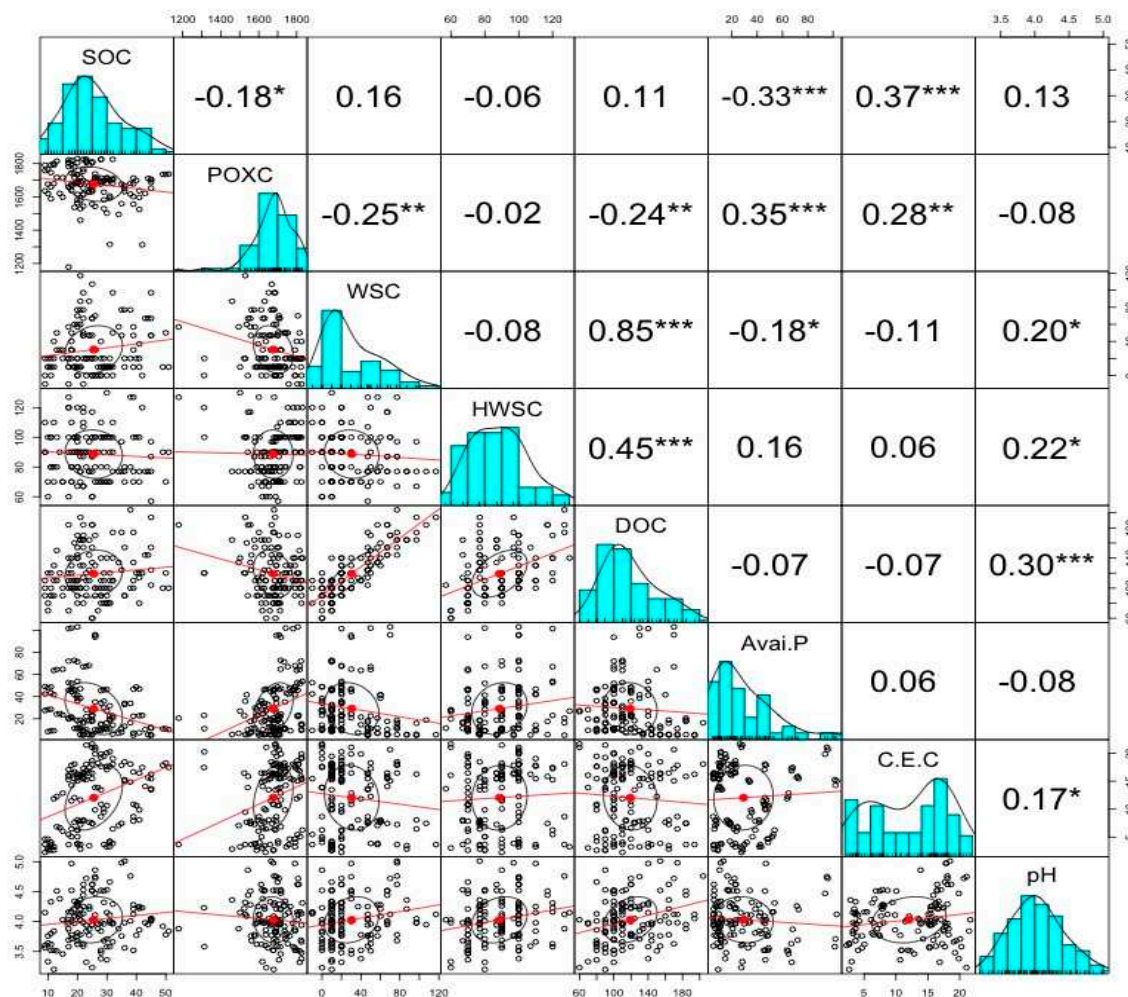 1200 1400 1600 1800 60 80 100 120 20 40 60 80 3.5 4.0 4.5 5.0
SOC -0.18* 0.16 -0.06 0.11 -0.33*** 0.37*** 0.13
1200 1400 1600 1800 POXC -0.25** -0.02 -0.24** 0.35*** 0.28** -0.08
WSC -0.08 0.85*** -0.18* -0.11 0.20*
60 80 100 120 HWSC 0.45*** 0.16 0.06 0.22*
DOC -0.07 -0.07 0.30***
20 40 60 80 Avai.P 0.06 -0.08
C.E.C 0.17*
3.5 4.0 4.5 5.0 pH
10 20 30 40 50 0 40 80 120 60 100 140 180 5 10 15 20